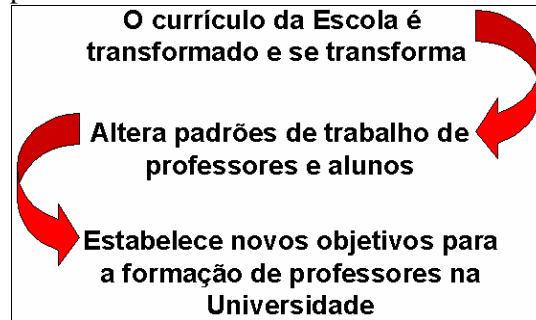 O currículo da Escola é
transformado e se transforma
Altera padrões de trabalho de
professores e alunos
Estabelece novos objetivos para
a formação de professores na
Universidade